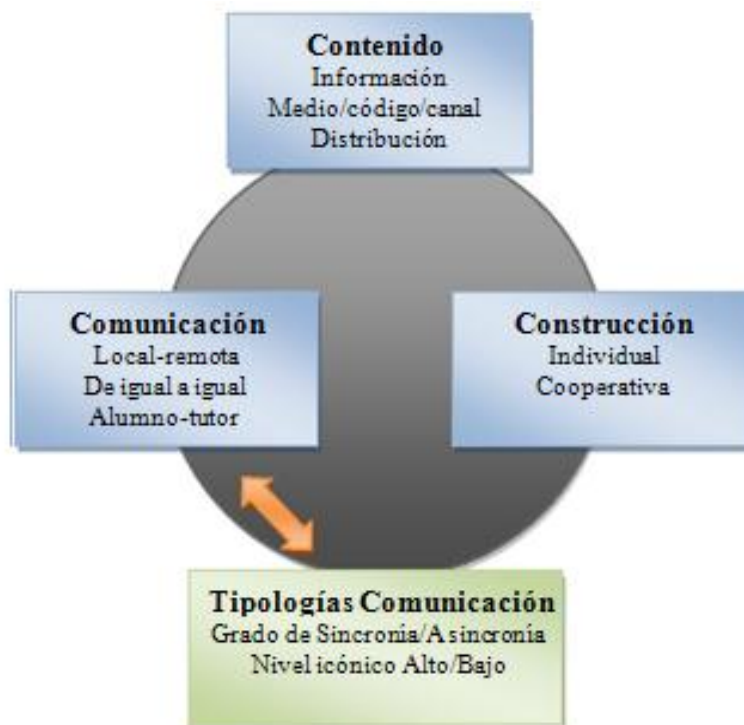 Contenido
Información
Medio/código/canal
Distribución
Comunicación
Local-remota
De igual a igual
Alumno-tutor
Construcción
Individual
Cooperativa
Tipologías Comunicación
Grado de Sincronía/Asincronía
Nivel icónico Alto/Bajo